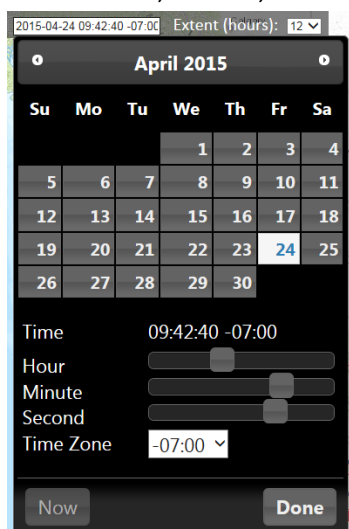 2015-04-24 09:42:40 -07:00 Extent (hours): 12
April 2015
Su Mo Tu We Th Fr Sa
1 2 3 4
5 6 7 8 9 10 11
12 13 14 15 16 17 18
19 20 21 22 23 24 25
26 27 28 29 30
Time 09:42:40 -07:00
Hour
Minute
Second
Time Zone -07:00
Now Done